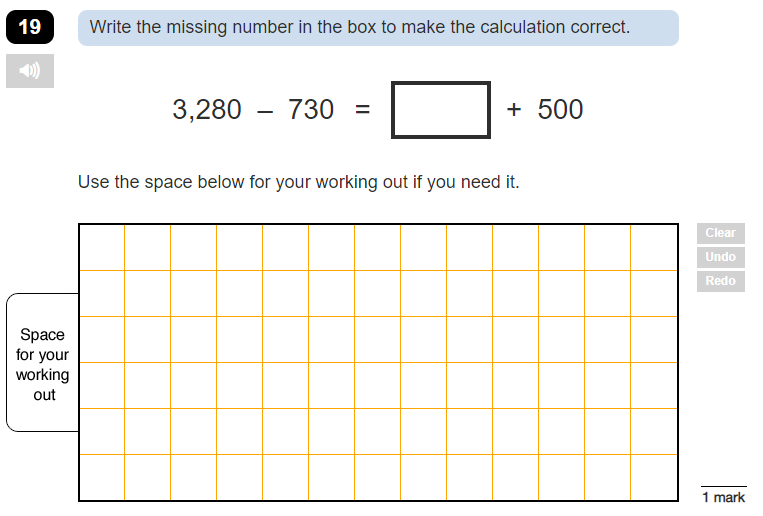 19
Write the missing number in the box to make the calculation correct.
3,280 – 730 = + 500
Use the space below for your working out if you need it.
Clear
Undo
Redo
Space
for your
working
out
1 mark